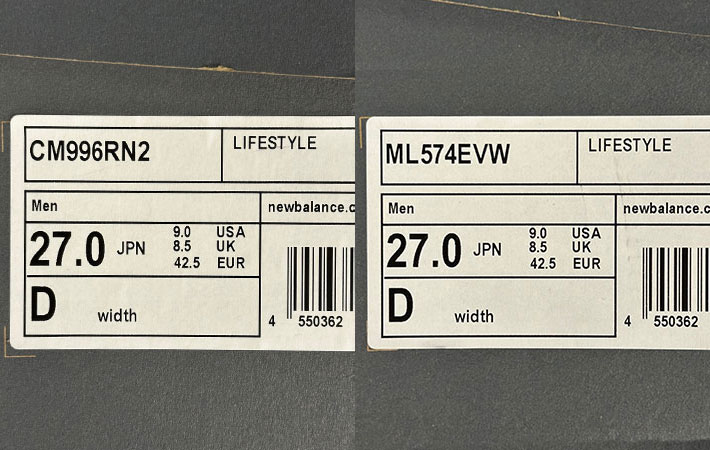 CM996RN2
LIFESTYLE
Men
newbalance.c
27.0 JPN
9.0 USA
8.5 UK
42.5 EUR
D width
4 550362
ML574EVW
LIFESTYLE
Men
newbalance.c
27.0 JPN
9.0 USA
8.5 UK
42.5 EUR
D width
4 550362